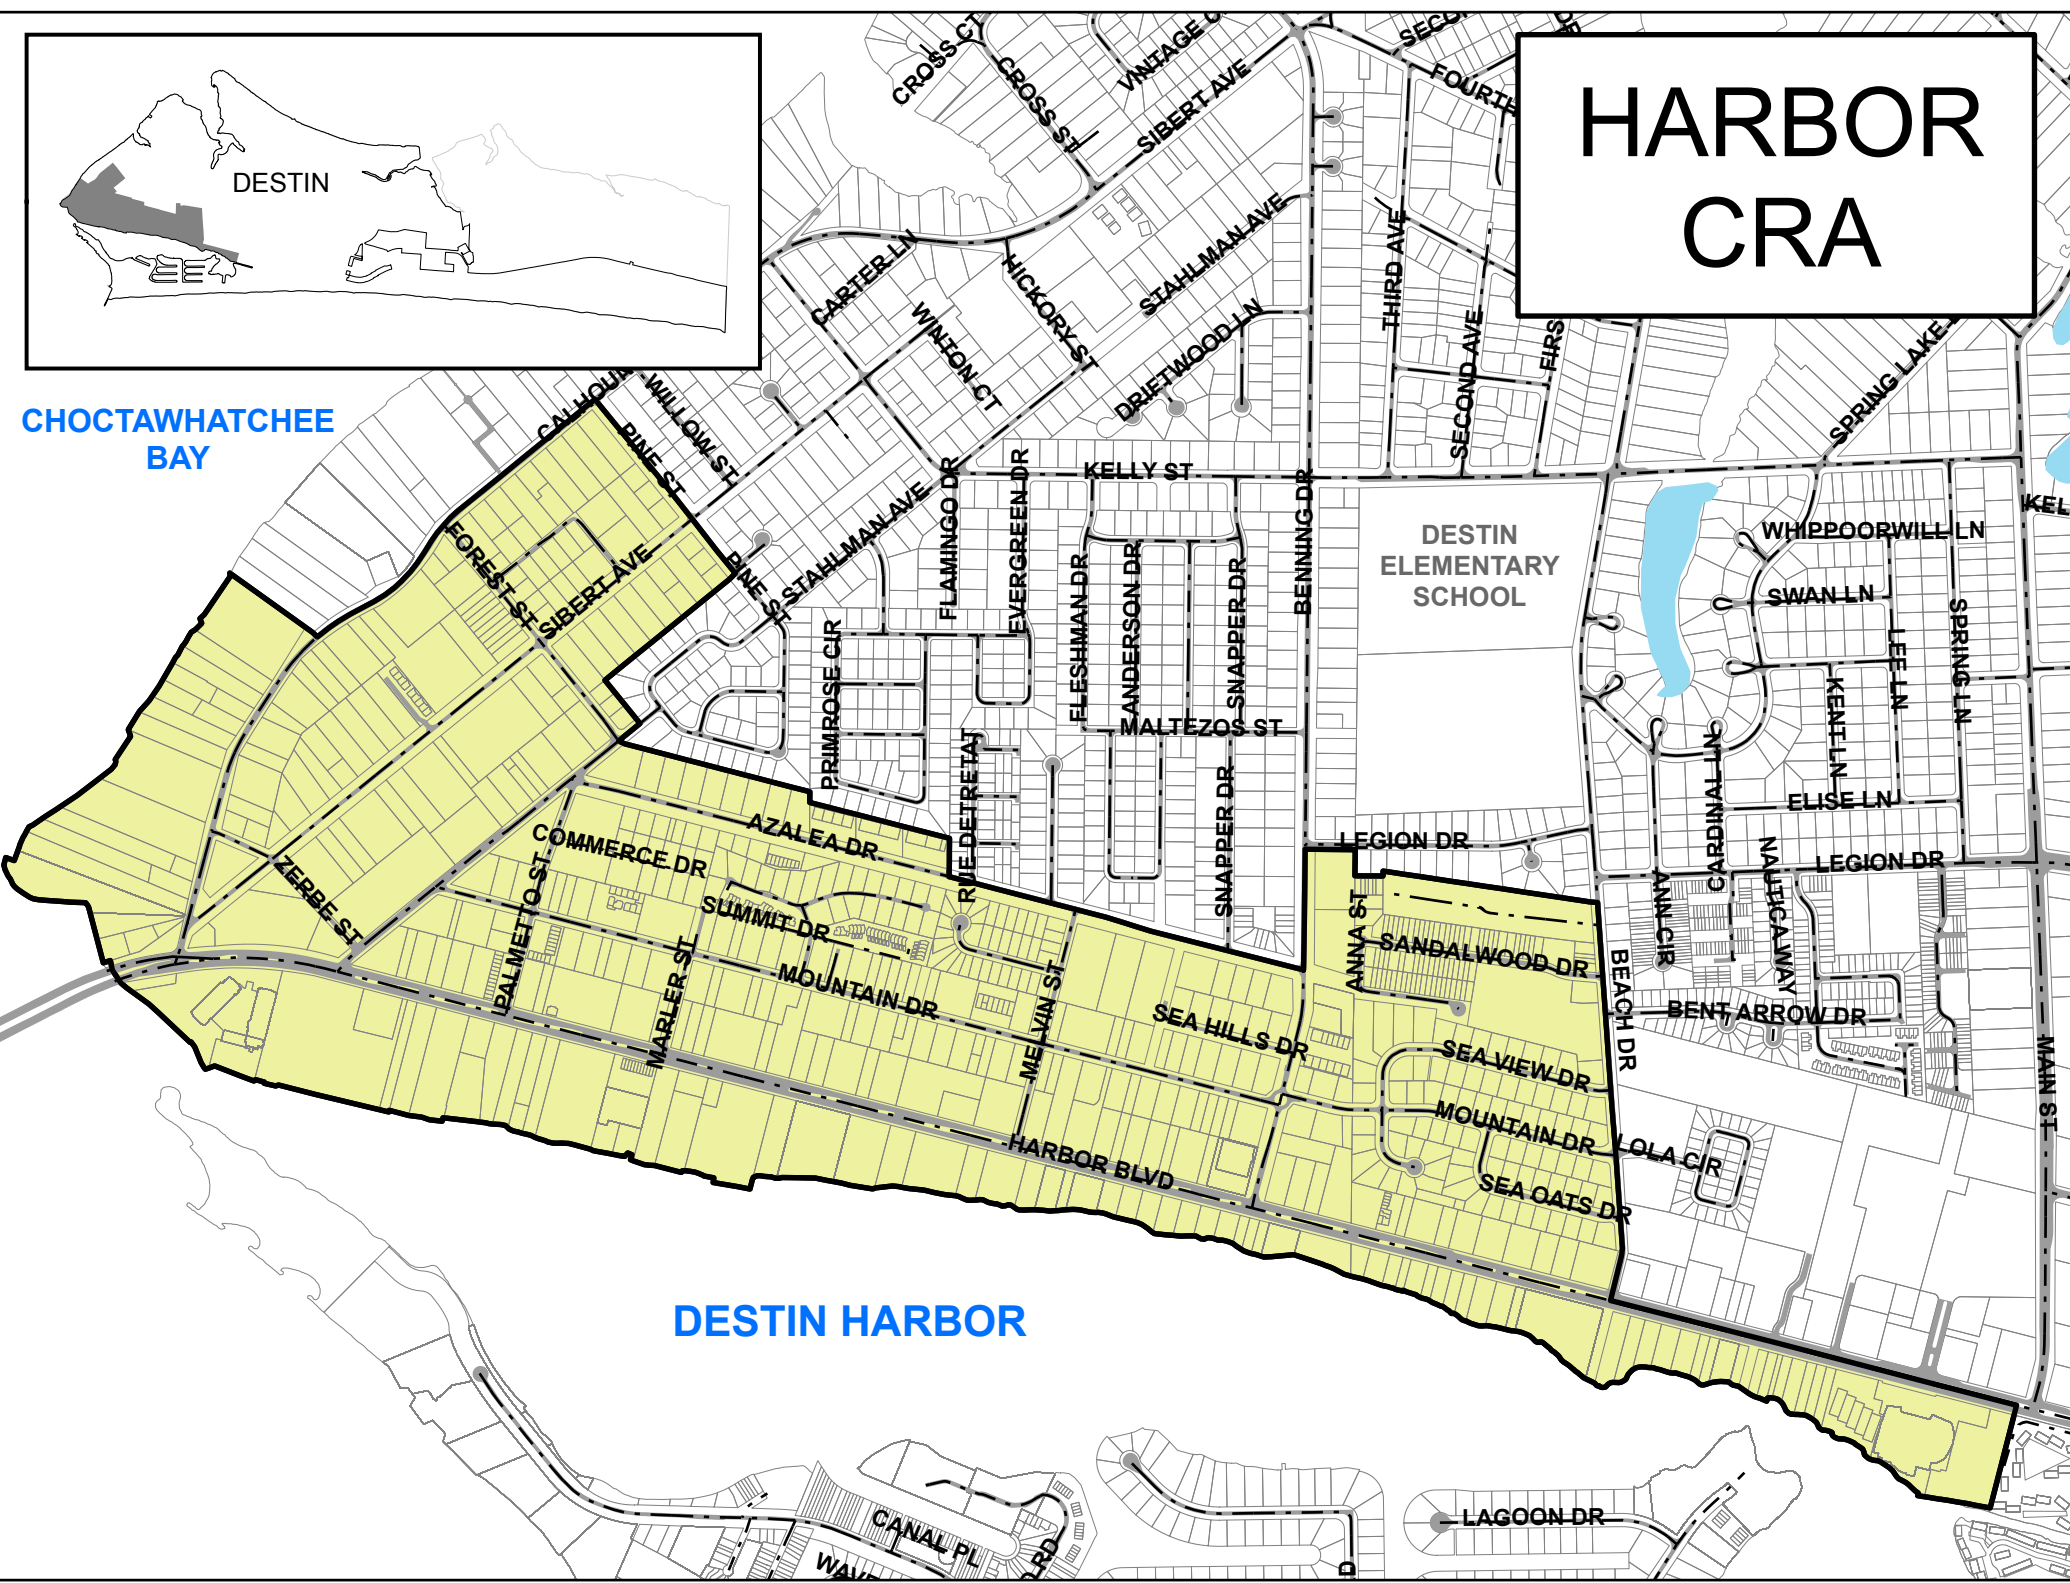 HARBOR
CRA
DESTIN
CHOCTAWHATCHEE
BAY
DESTIN HARBOR
DESTIN
ELEMENTARY
SCHOOL
CROSS CT
CROSS ST
SIBERT AVE
FOURTH
STAHLMAN AVE
THIRD AVE
CARTER LN
HICKORY ST
WINTON CT
DRIFTWOOD LN
SECOND AVE
SPRING LAKE
WILLOW ST
PINE ST
KELLY ST
FLAMINGO DR
EVERGREEN DR
BENNING DR
STAHLMAN AVE
WHIPPOORWILL LN
SWAN LN
SPRING LN
LEE LN
KENT LN
FOREST ST
SIBERT AVE
PINE ST
FLESHMAN DR
ANDERSON DR
SNAPPER DR
PRIMROSE CIR
MALTEZOS ST
RUE DETRETAT
SNAPPER DR
CARDINAL LN
ELISE LN
AZALEA DR
COMMERCE DR
LEGION DR
LEGION DR
NAUTICA WAY
ANN CIR
ZERBE ST
PALMETTO ST
SUMMIT DR
MARLER ST
MOUNTAIN DR
MELVIN ST
ANNA ST
SANDALWOOD DR
BEACH DR
BENT ARROW DR
SEA HILLS DR
SEA VIEW DR
MAIN ST
MOUNTAIN DR
LOLA CIR
HARBOR BLVD
SEA OATS DR
CANAL PL
LAGOON DR